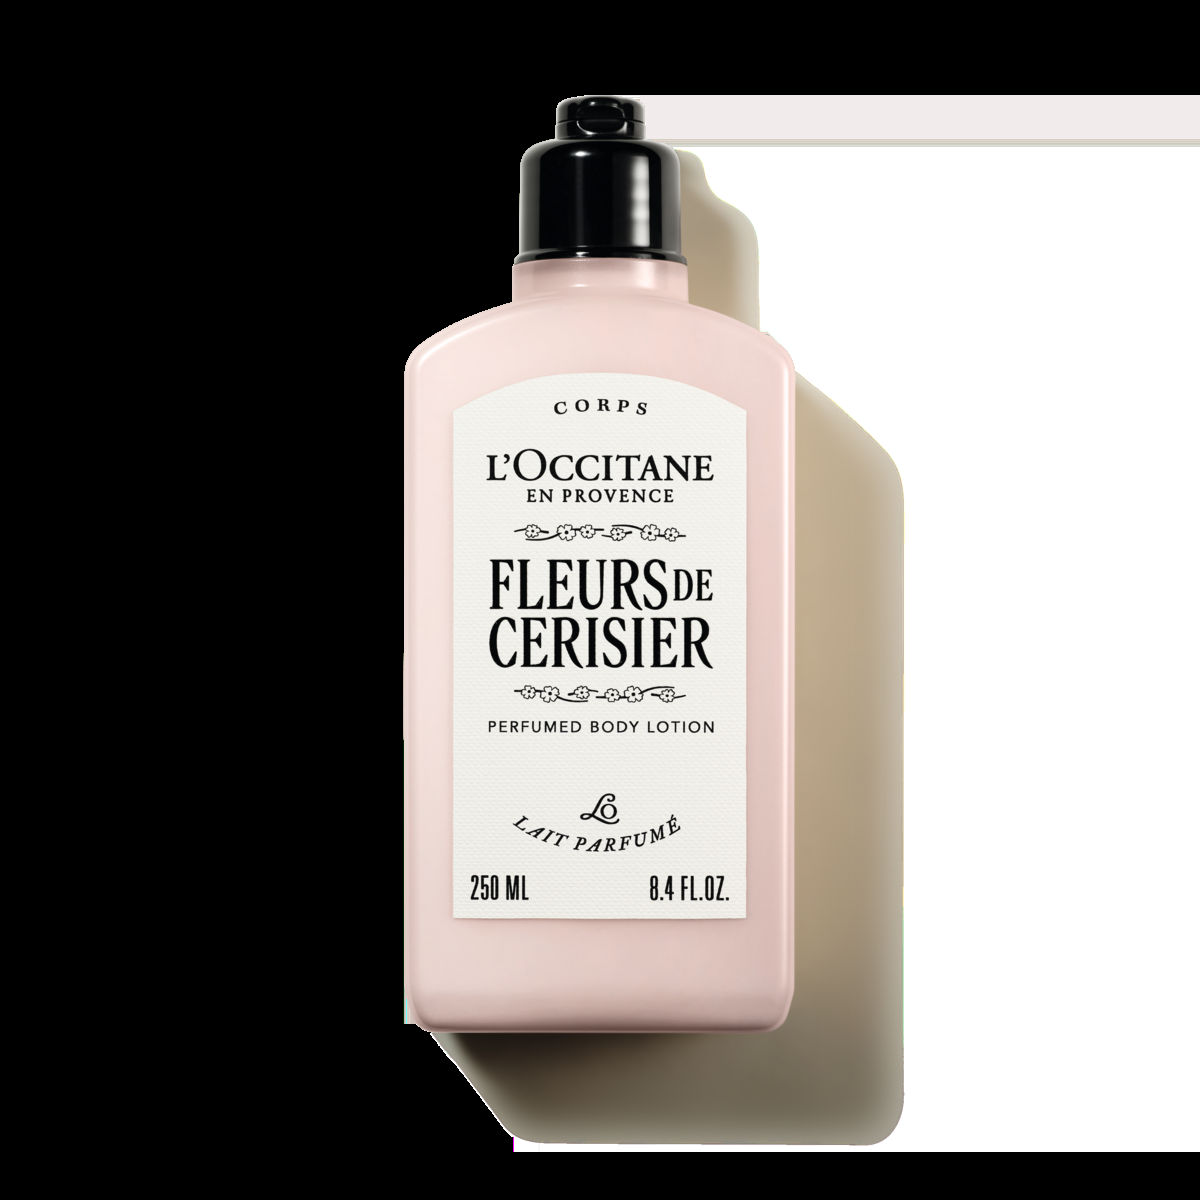 CORPS
L'OCCITANE
EN PROVENCE
FLEURS DE
CERISIER
PERFUMED BODY LOTION
LO
LAIT PARFUMÉ
250 ML 8.4 FL.OZ.